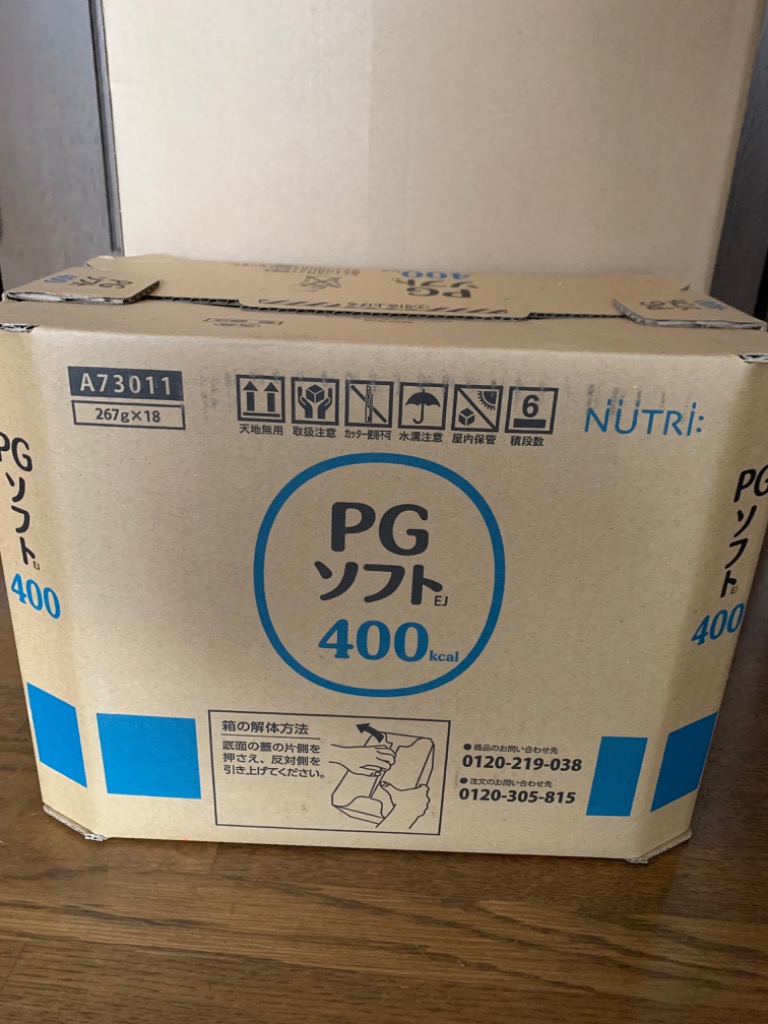 PG
400
A73011
267g×18
天地無用
取扱注意
カッター使用不可
水濡注意
屋内保管
6
積段数
NUTRI:
PG
ソフト EJ
400
PG
ソフト EJ
400kcal
PG
ソフト EJ
400
箱の解体方法
底面の蓋の片側を
押さえ、反対側を
引き上げてください。
●商品のお問い合わせ先
0120-219-038
●注文のお問い合わせ先
0120-305-815